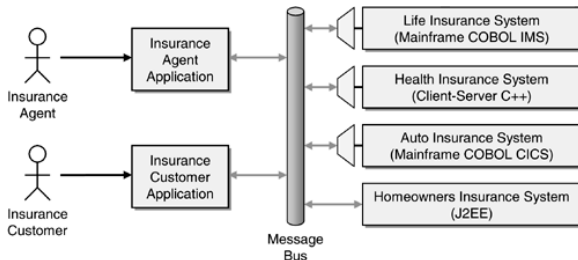 Insurance
Agent
Insurance
Agent
Application
Insurance
Customer
Insurance
Customer
Application
Message
Bus
Life Insurance System
(Mainframe COBOL IMS)
Health Insurance System
(Client-Server C++)
Auto Insurance System
(Mainframe COBOL CICS)
Homeowners Insurance System
(J2EE)